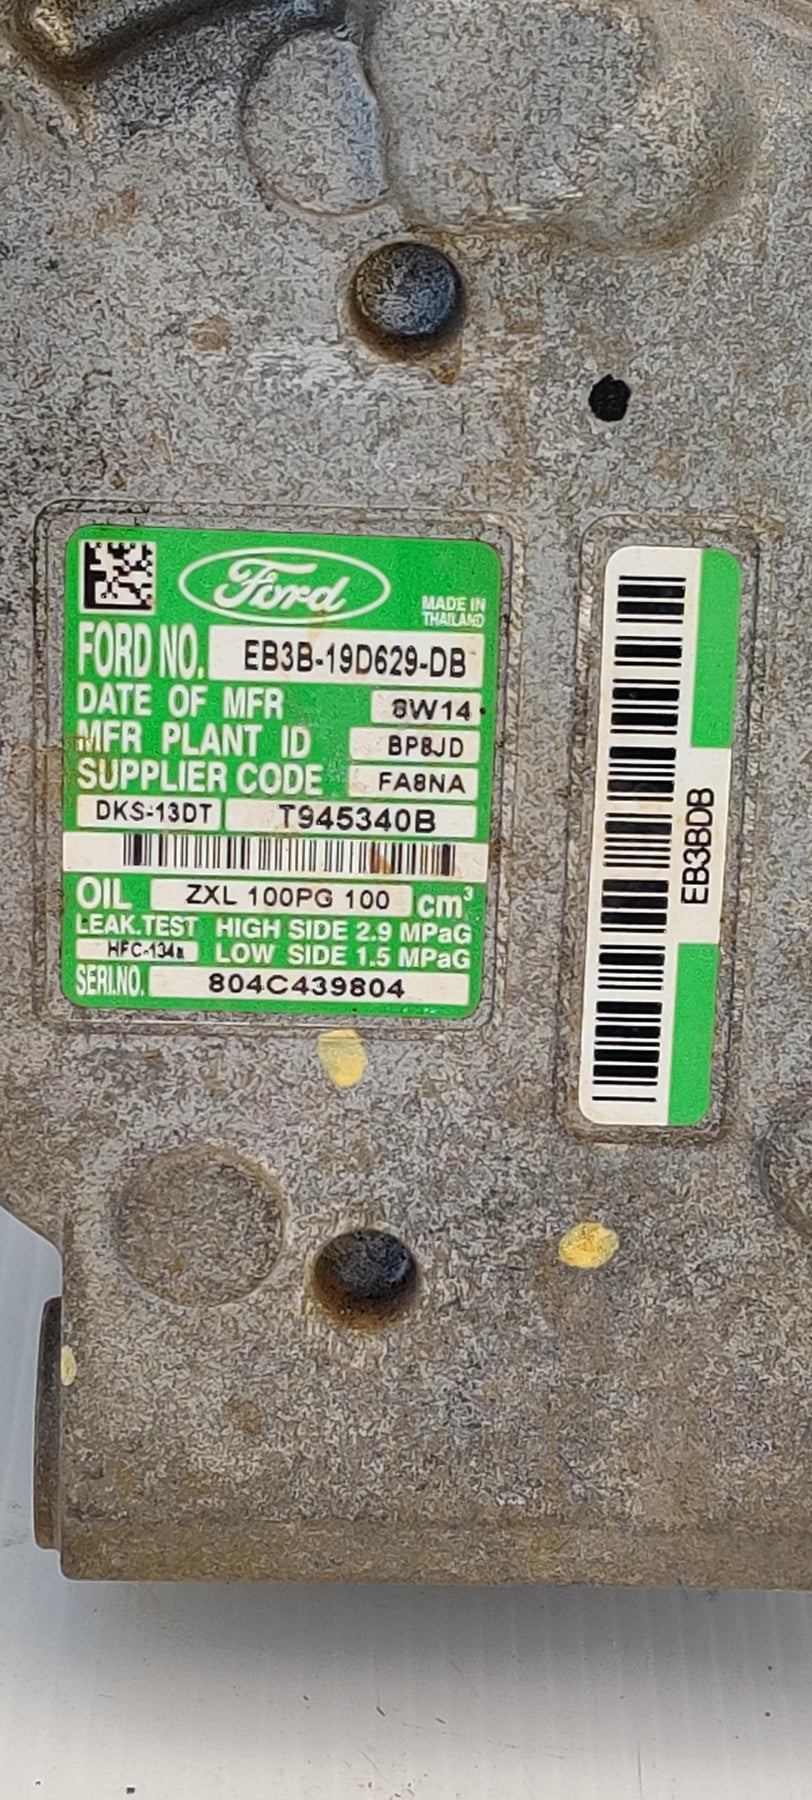 Ford
MADE IN
THAILAND
FORD NO. EB3B-19D629-DB
DATE OF MFR 8W14
MFR PLANT ID BP8JD
SUPPLIER CODE FA8NA
DKS-13DT T945340B
OIL ZXL 100PG 100 cm³
LEAK.TEST HIGH SIDE 2.9 MPaG
HFC-134a LOW SIDE 1.5 MPaG
SERI.NO. 804C439804
EB3BDB